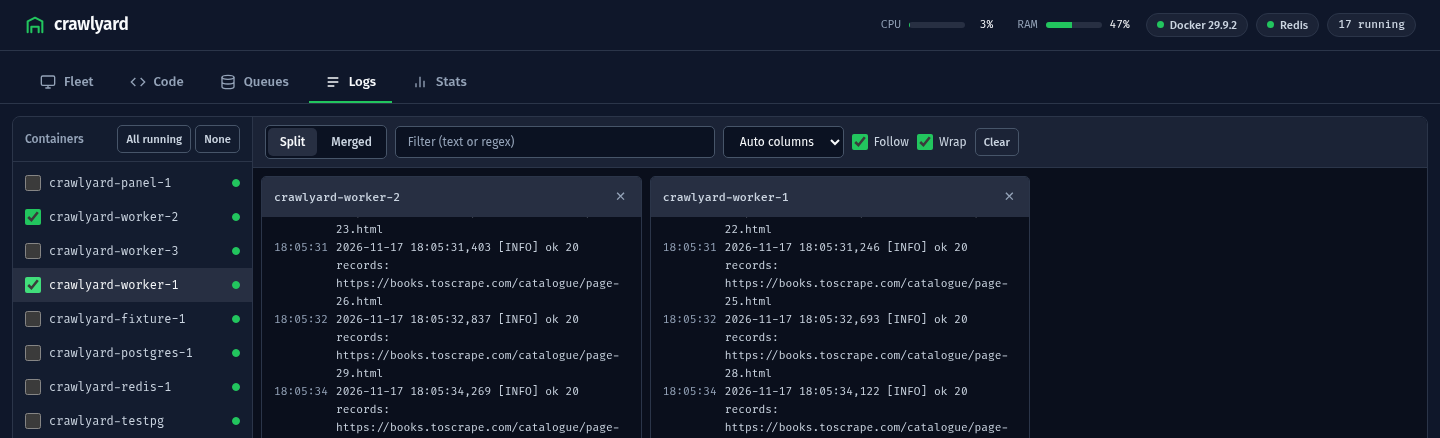 crawlyard
CPU 3% RAM 47% Docker 29.9.2 Redis 17 running
Fleet Code Queues Logs Stats
Containers All running None
crawlyard-panel-1
crawlyard-worker-2
crawlyard-worker-3
crawlyard-worker-1
crawlyard-fixture-1
crawlyard-postgres-1
crawlyard-redis-1
crawlyard-testpg
Split Merged Filter (text or regex) Auto columns Follow Wrap Clear
crawlyard-worker-2
23.html
18:05:31 2026-11-17 18:05:31,403 [INFO] ok 20
records:
https://books.toscrape.com/catalogue/page-
26.html
18:05:32 2026-11-17 18:05:32,837 [INFO] ok 20
records:
https://books.toscrape.com/catalogue/page-
29.html
18:05:34 2026-11-17 18:05:34,269 [INFO] ok 20
records:
https://books.toscrape.com/catalogue/page-
crawlyard-worker-1
22.html
18:05:31 2026-11-17 18:05:31,246 [INFO] ok 20
records:
https://books.toscrape.com/catalogue/page-
25.html
18:05:32 2026-11-17 18:05:32,693 [INFO] ok 20
records:
https://books.toscrape.com/catalogue/page-
28.html
18:05:34 2026-11-17 18:05:34,122 [INFO] ok 20
records:
https://books.toscrape.com/catalogue/page-